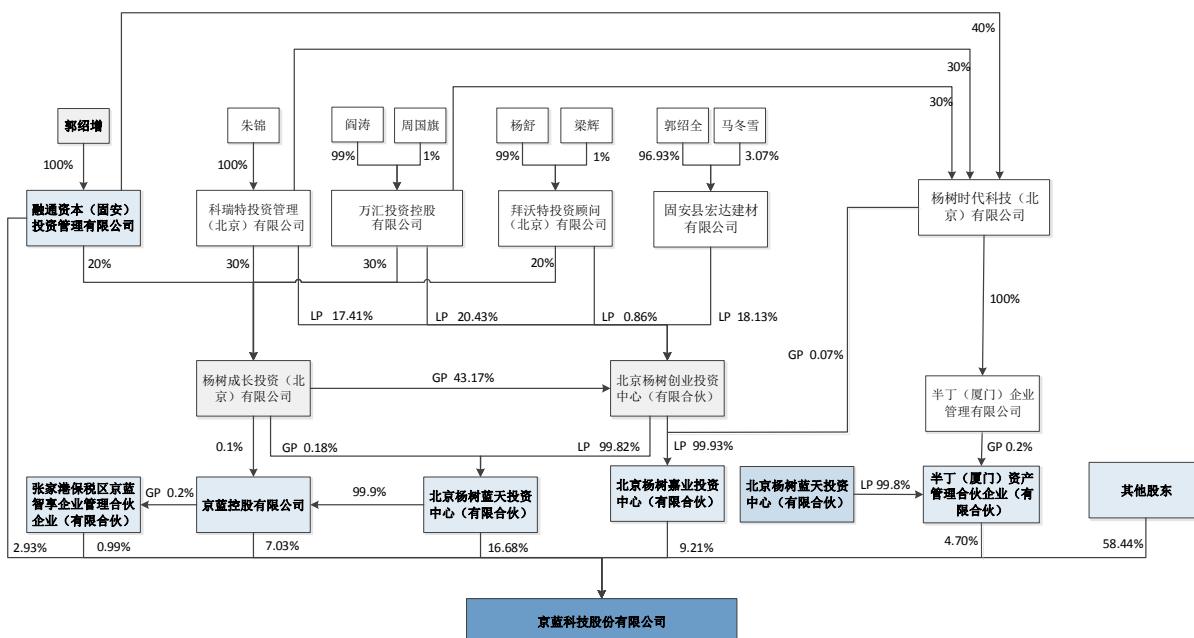 40%
30%
30%
郭绍增
朱锦
阎涛
周国旗
杨舒
梁辉
郭绍全
马冬雪
100%
100%
99%
1%
99%
1%
96.93%
3.07%
融通资本（固安）
投资管理有限公司
科瑞特投资管理
（北京）有限公司
万汇投资控股
有限公司
拜沃特投资顾问
（北京）有限公司
固安县宏达建材
有限公司
杨树时代科技（北
京）有限公司
20%
30%
30%
20%
100%
LP 17.41%
LP 20.43%
LP 0.86%
LP 18.13%
GP 0.07%
杨树成长投资（北
京）有限公司
GP 43.17%
北京杨树创业投资
中心（有限合伙）
半丁（厦门）企业
管理有限公司
0.1%
GP 0.18%
LP 99.82%
LP 99.93%
GP 0.2%
张家港保税区京蓝
智享企业管理合伙
企业（有限合伙）
GP 0.2%
京蓝控股有限公司
99.9%
北京杨树蓝天投资
中心（有限合伙）
北京杨树嘉业投资
中心（有限合伙）
北京杨树蓝天投资
中心（有限合伙）
LP 99.8%
半丁（厦门）资产
管理合伙企业（有
限合伙）
其他股东
2.93%
0.99%
7.03%
16.68%
9.21%
4.70%
58.44%
京蓝科技股份有限公司